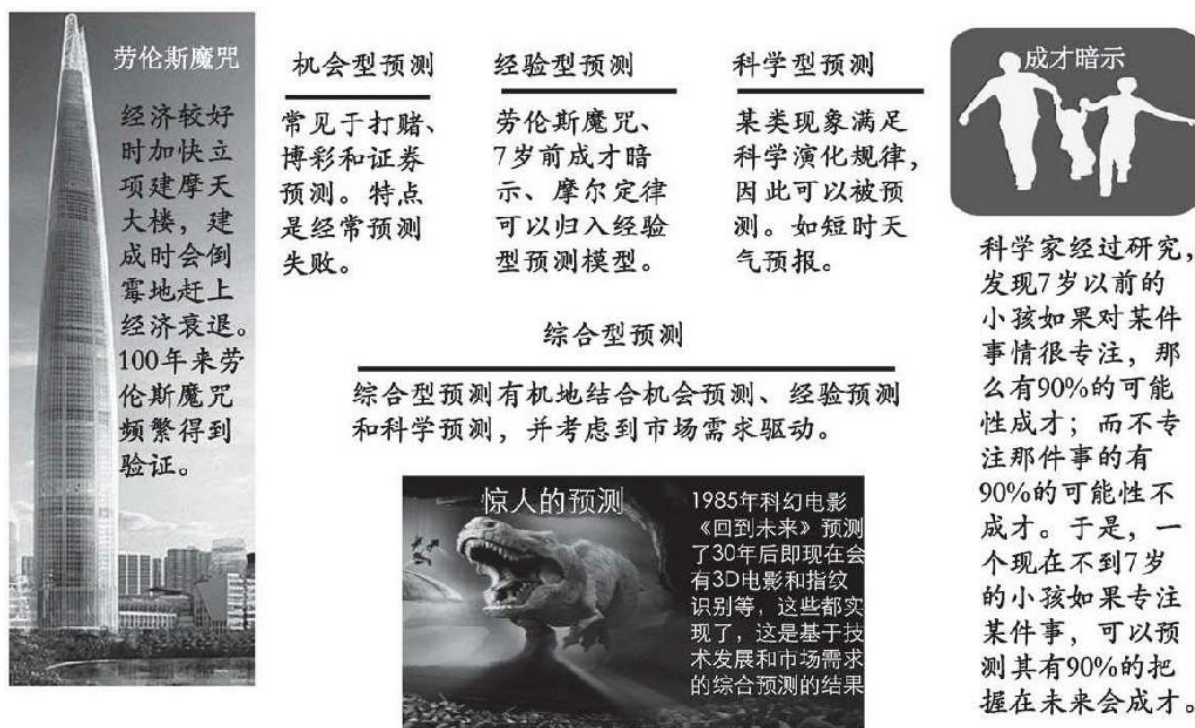 劳伦斯魔咒
经济较好
时加快立
项建摩天
大楼，建
成时会倒
霉地赶上
经济衰退。
100年来劳
伦斯魔咒
频繁得到
验证。
机会型预测
常见于打赌、
博彩和证券
预测。特点
是经常预测
失败。
经验型预测
劳伦斯魔咒、
7岁前成才暗
示、摩尔定律
可以归入经验
型预测模型。
科学型预测
某类现象满足
科学演化规律，
因此可以被预
测。如短时天
气预报。
综合型预测
综合型预测有机地结合机会预测、经验预测
和科学预测，并考虑到市场需求驱动。
惊人的预测
1985年科幻电影
《回到未来》预测
了30年后即现在会
有3D电影和指纹
识别等，这些都实
现了，这是基于技
术发展和市场需求
的综合预测的结果
成才暗示
科学家经过研究，
发现7岁以前的
小孩如果对某件
事情很专注，那
么有90%的可能
性成才；而不专
注那件事的有
90%的可能性不
成才。于是，一
个现在不到7岁
的小孩如果专注
某件事，可以预
测其有90%的把
握在未来会成才。